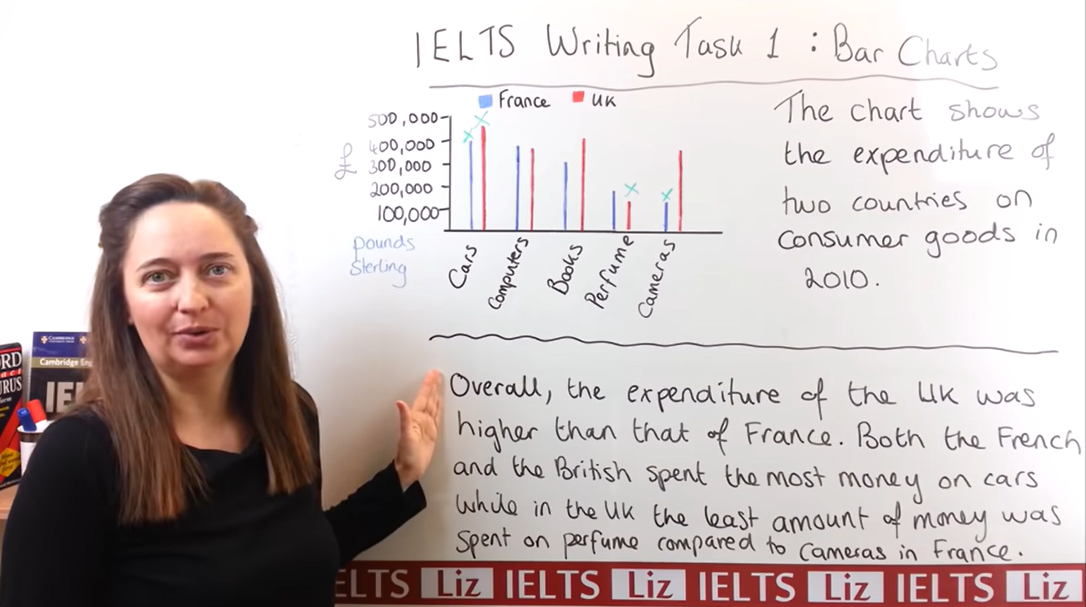 IELTS Writing Task 1 : Bar Charts
France UK
500,000
400,000
£ 300,000
200,000
100,000
pounds
Sterling
Cars Computers Books Perfume Cameras
The chart shows
the expenditure of
two countries on
consumer goods in
2010.
Overall, the expenditure of the UK was
higher than that of France. Both the French
and the British spent the most money on cars
while in the UK the least amount of money was
spent on perfume compared to cameras in France.
IELTS Liz IELTS Liz IELTS Liz IELTS Liz
CAMBRIDGE